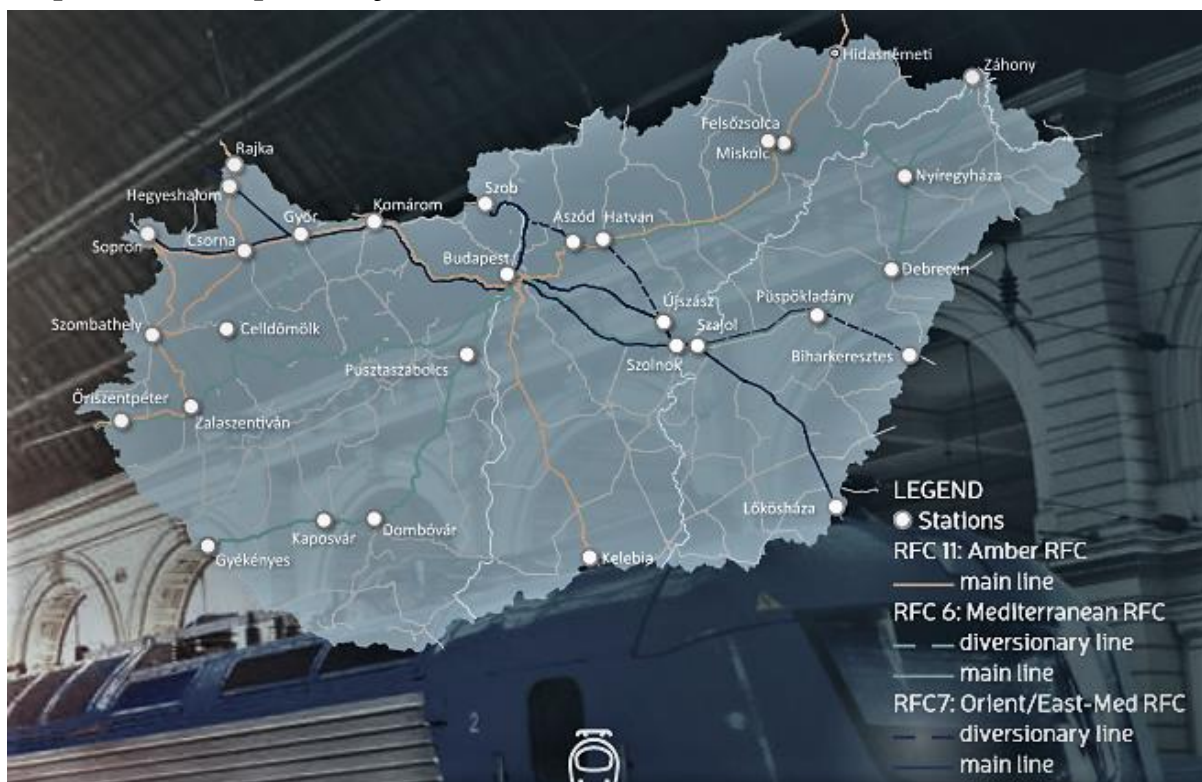 Hidasnémeti
Záhony
Felsőzsolca
Miskolc
Rajka
Hegyeshalom
Nyíregyháza
Szob
Komárom
Győr
Aszód
Hatvan
Sopron
Csorna
Budapest
Debrecen
Újszász
Püspökladány
Szombathely
Celldömölk
Szajol
Szolnok
Biharkeresztes
Pusztaszabolcs
Őriszentpéter
Zalaszentiván
LEGEND
Lőkösháza
Stations
Kaposvár
Dombóvár
RFC 11: Amber RFC
Gyékényes
Kelebia
main line
RFC 6: Mediterranean RFC
diversionary line
main line
RFC7: Orient/East-Med RFC
2
diversionary line
main line